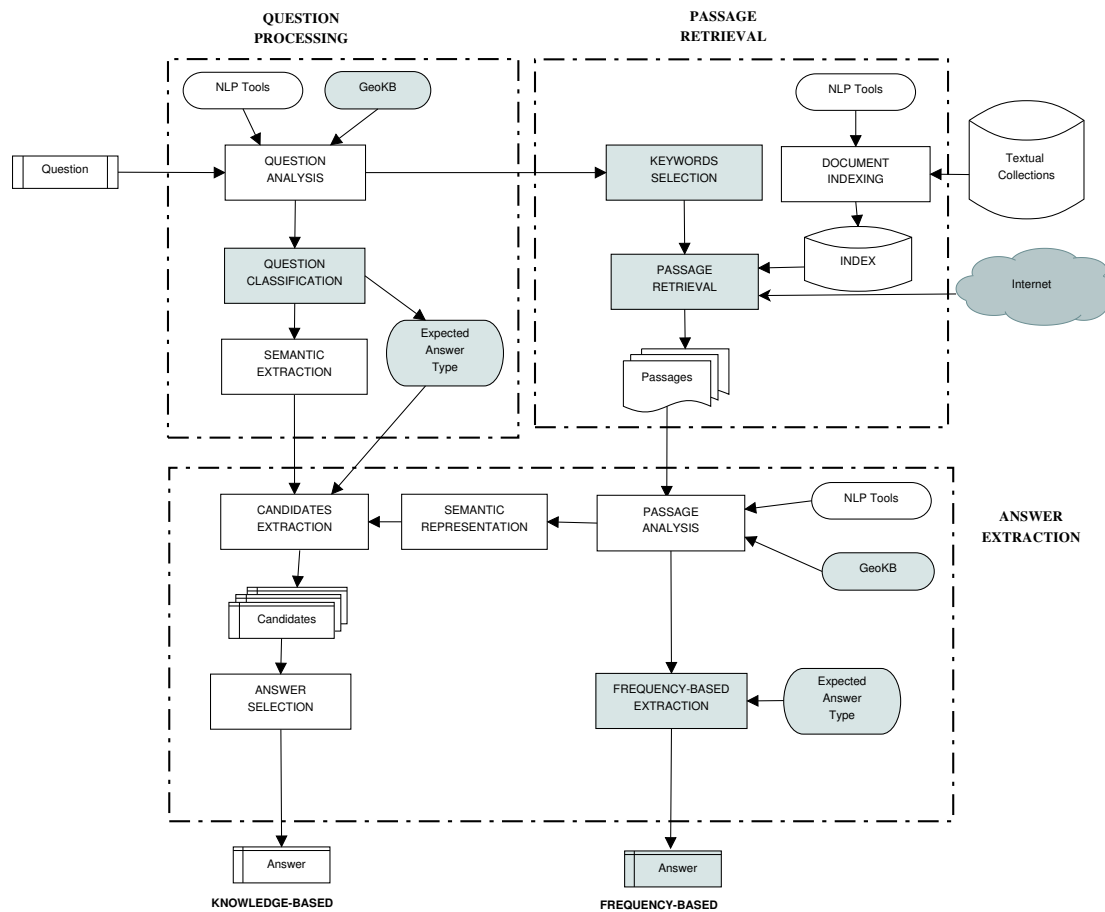 QUESTION
PROCESSING
PASSAGE
RETRIEVAL
NLP Tools
GeoKB
NLP Tools
Question
QUESTION
ANALYSIS
KEYWORDS
SELECTION
DOCUMENT
INDEXING
Textual
Collections
QUESTION
CLASSIFICATION
PASSAGE
RETRIEVAL
INDEX
Internet
SEMANTIC
EXTRACTION
Expected
Answer
Type
Passages
CANDIDATES
EXTRACTION
SEMANTIC
REPRESENTATION
PASSAGE
ANALYSIS
NLP Tools
GeoKB
ANSWER
EXTRACTION
Candidates
ANSWER
SELECTION
FREQUENCY-BASED
EXTRACTION
Expected
Answer
Type
Answer
Answer
KNOWLEDGE-BASED
FREQUENCY-BASED